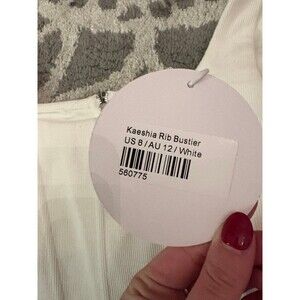 Kaeshia Rib Bustier
US 8 / AU 12 / White
560775